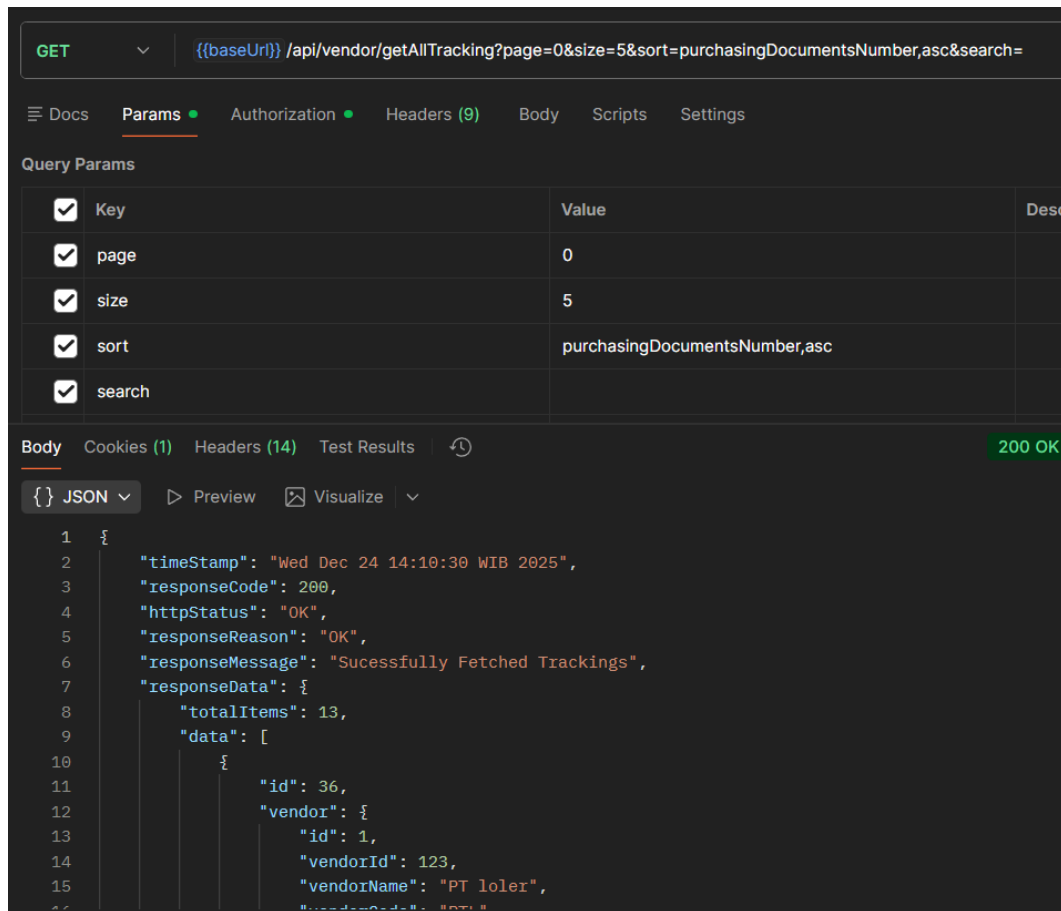 GET {{baseUrl}} /api/vendor/getAllTracking?page=0&size=5&sort=purchasingDocumentsNumber,asc&search=
Docs Params Authorization Headers (9) Body Scripts Settings
Query Params
Key Value Desc
page 0
size 5
sort purchasingDocumentsNumber,asc
search
Body Cookies (1) Headers (14) Test Results 200 OK
{} JSON Preview Visualize
1 {
2 "timeStamp": "Wed Dec 24 14:10:30 WIB 2025",
3 "responseCode": 200,
4 "httpStatus": "OK",
5 "responseReason": "OK",
6 "responseMessage": "Sucessfully Fetched Trackings",
7 "responseData": {
8 "totalItems": 13,
9 "data": [
10 {
11 "id": 36,
12 "vendor": {
13 "id": 1,
14 "vendorId": 123,
15 "vendorName": "PT loler",